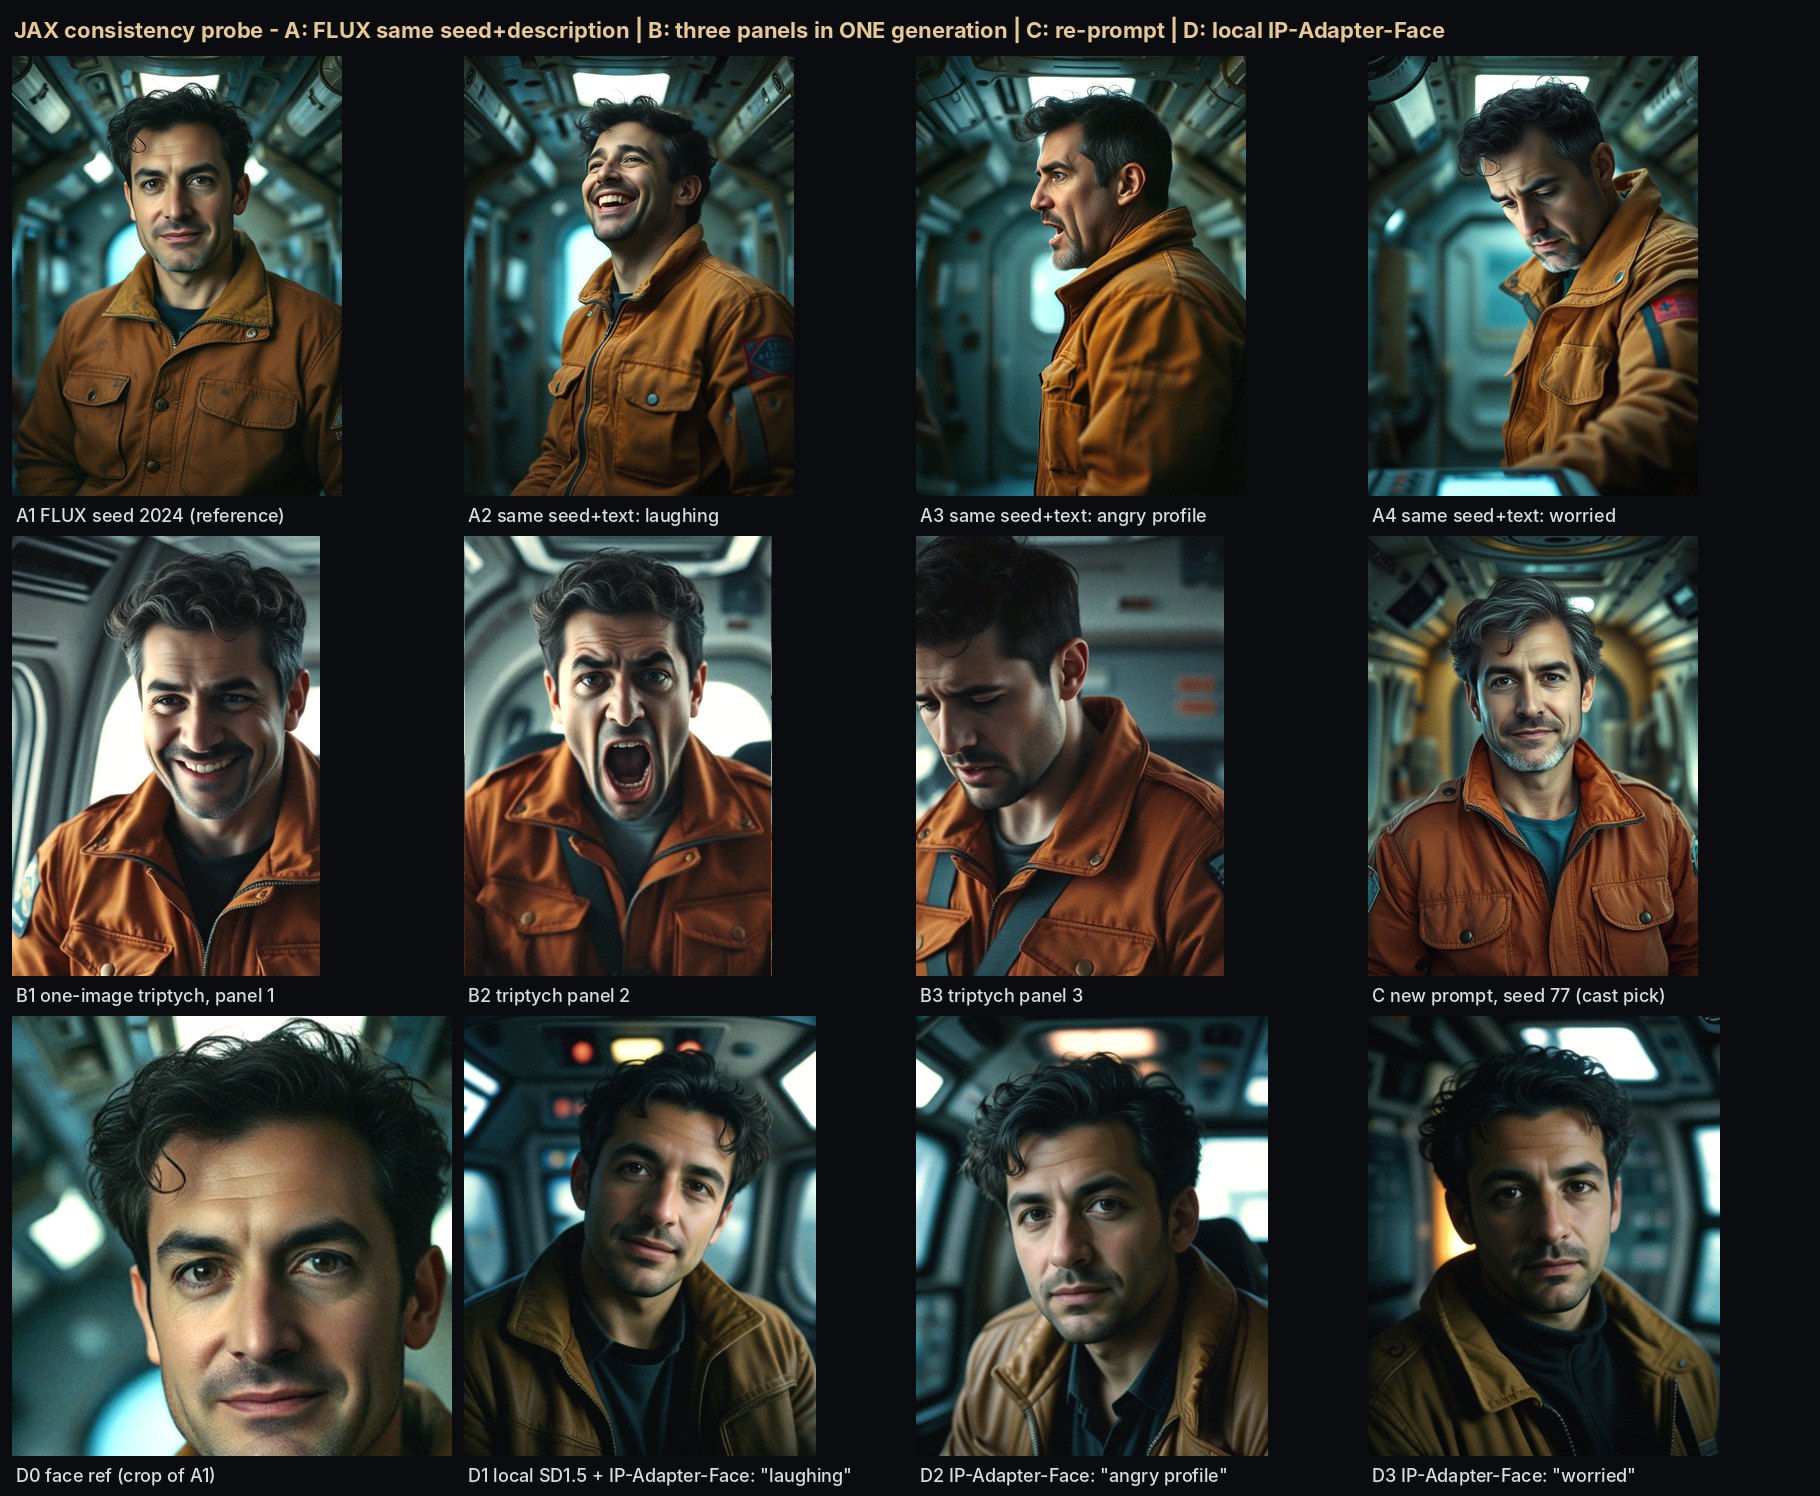 JAX consistency probe - A: FLUX same seed+description | B: three panels in ONE generation | C: re-prompt | D: local IP-Adapter-Face
A1 FLUX seed 2024 (reference)
A2 same seed+text: laughing
A3 same seed+text: angry profile
A4 same seed+text: worried
B1 one-image triptych, panel 1
B2 triptych panel 2
B3 triptych panel 3
C new prompt, seed 77 (cast pick)
D0 face ref (crop of A1)
D1 local SD1.5 + IP-Adapter-Face: "laughing"
D2 IP-Adapter-Face: "angry profile"
D3 IP-Adapter-Face: "worried"